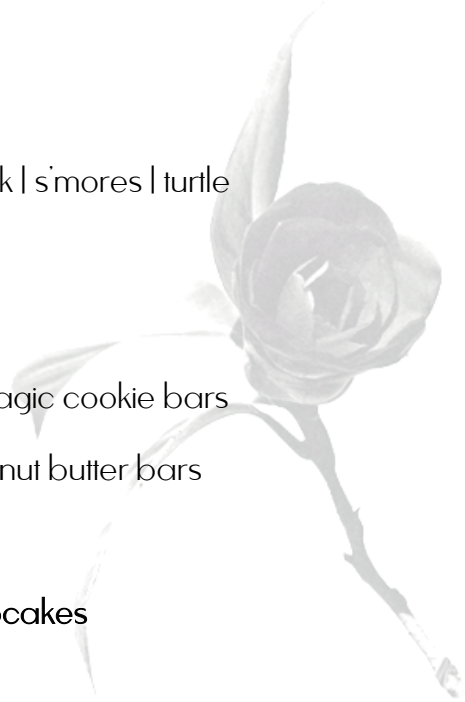 k | s'mores | turtle
agic cookie bars
nut butter bars
cakes